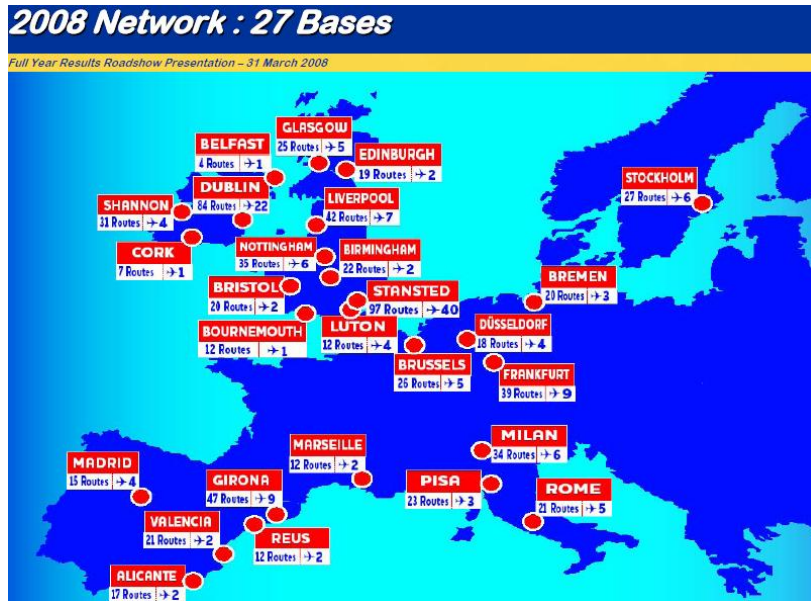 2008 Network : 27 Bases
Full Year Results Roadshow Presentation – 31 March 2008
GLASGOW
25 Routes 5
BELFAST
4 Routes 1
EDINBURGH
19 Routes 2
STOCKHOLM
27 Routes 6
DUBLIN
84 Routes 22
SHANNON
31 Routes 4
LIVERPOOL
42 Routes 7
CORK
7 Routes 1
NOTTINGHAM
35 Routes 6
BIRMINGHAM
22 Routes 2
BRISTOL
20 Routes 2
STANSTED
97 Routes 40
BREMEN
20 Routes 3
BOURNEMOUTH
12 Routes 1
LUTON
12 Routes 4
DÜSSELDORF
18 Routes 4
BRUSSELS
26 Routes 5
FRANKFURT
39 Routes 9
MARSEILLE
12 Routes 2
MILAN
34 Routes 6
MADRID
15 Routes 4
GIRONA
47 Routes 9
PISA
23 Routes 3
ROME
21 Routes 5
VALENCIA
21 Routes 2
REUS
12 Routes 2
ALICANTE
17 Routes 2